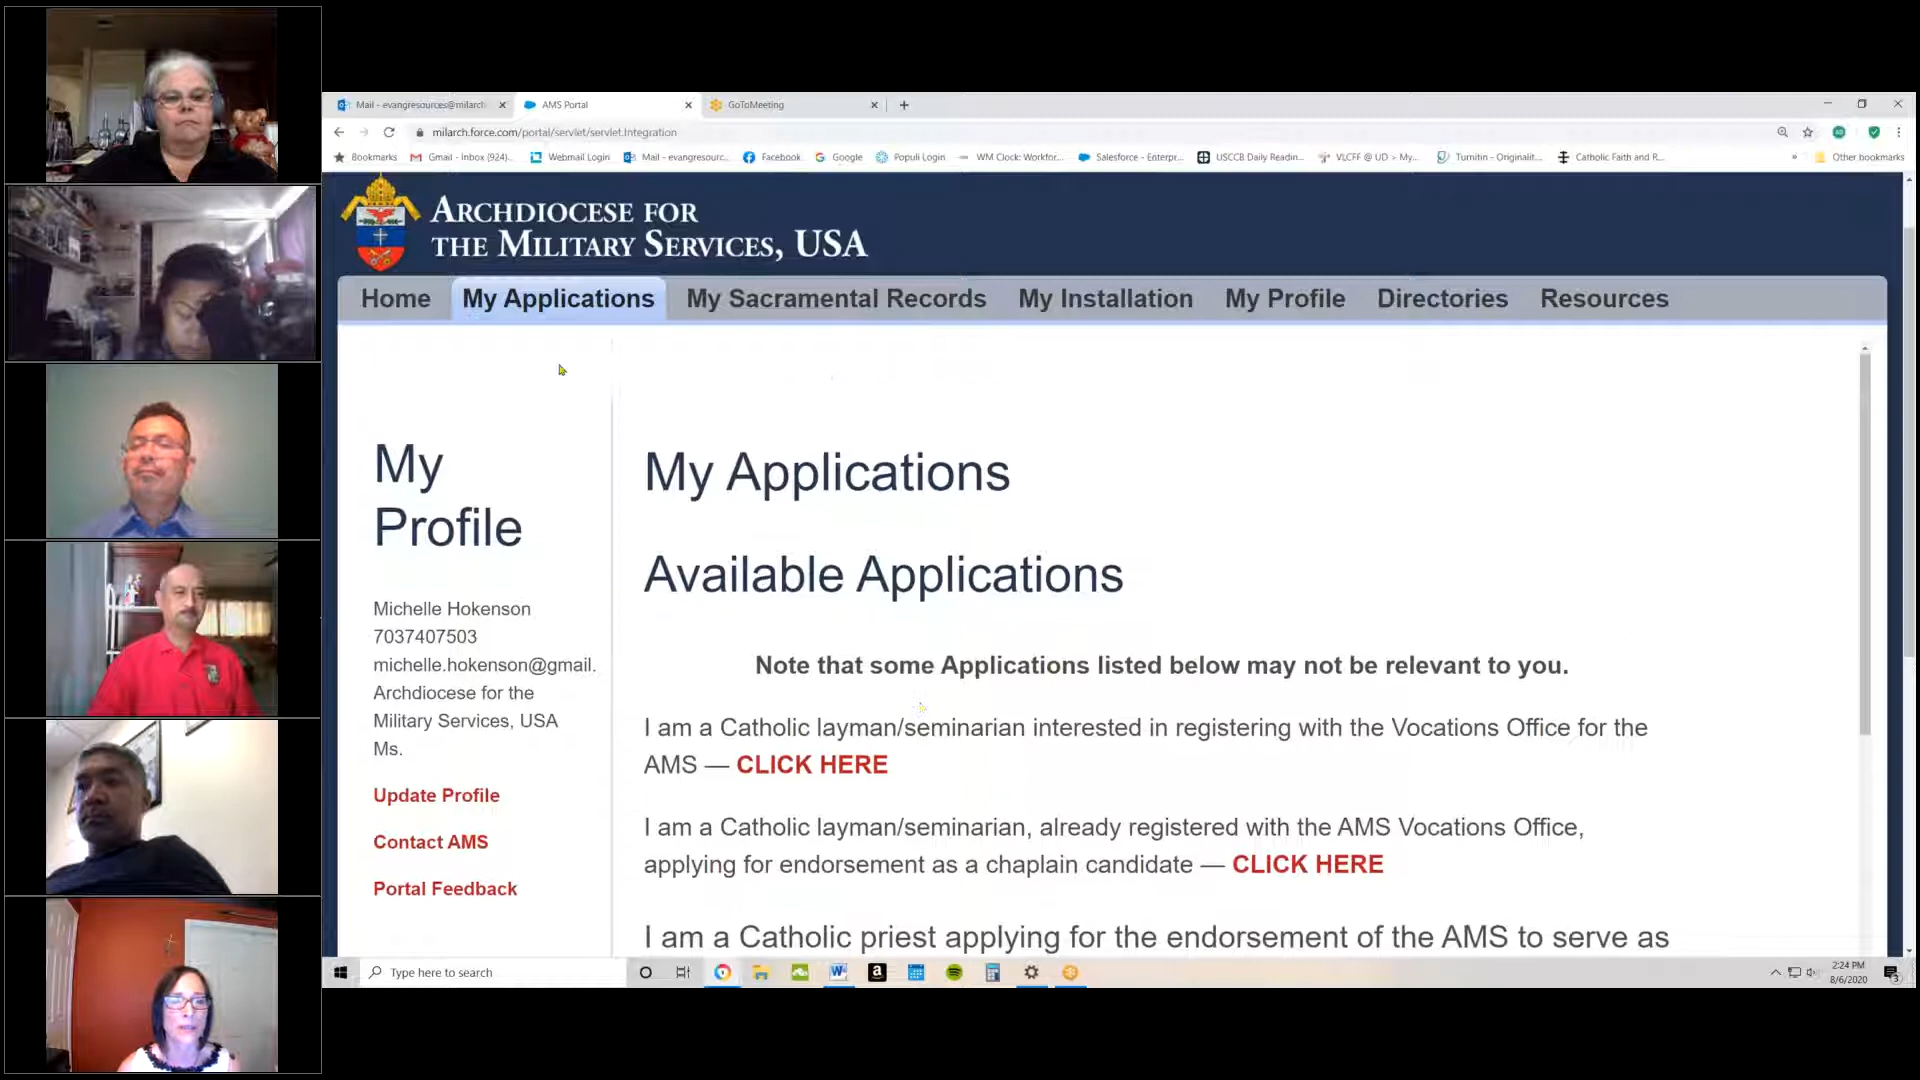 Mail - evangresources@milarch
AMS Portal
GoToMeeting
milarch.force.com/portal/servlet/servlet.Integration
Bookmarks
Gmail - Inbox (924)...
Webmail Login
Mail - evangresourc...
Facebook
Google
Populi Login
WM Clock: Workfor...
Salesforce - Enterpr...
USCCB Daily Readin...
VLCFF @ UD > My...
Turnitin - Originalit...
Catholic Faith and R...
»
Other bookmarks
ARCHDIOCESE FOR
THE MILITARY SERVICES, USA
Home
My Applications
My Sacramental Records
My Installation
My Profile
Directories
Resources
My
Profile
Michelle Hokenson
7037407503
michelle.hokenson@gmail.
Archdiocese for the
Military Services, USA
Ms.
Update Profile
Contact AMS
Portal Feedback
My Applications
Available Applications
Note that some Applications listed below may not be relevant to you.
I am a Catholic layman/seminarian interested in registering with the Vocations Office for the
AMS — CLICK HERE
I am a Catholic layman/seminarian, already registered with the AMS Vocations Office,
applying for endorsement as a chaplain candidate — CLICK HERE
I am a Catholic priest applying for the endorsement of the AMS to serve as
Type here to search
2:24 PM
8/6/2020